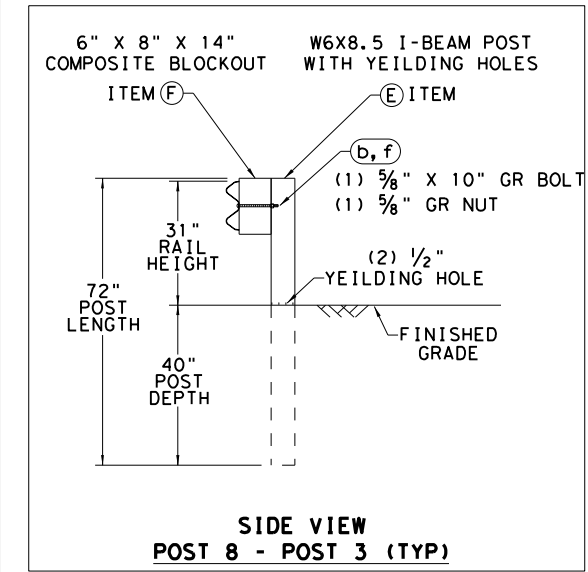 6" X 8" X 14"
COMPOSITE BLOCKOUT
ITEM F
W6X8.5 I-BEAM POST
WITH YEILDING HOLES
E ITEM
b, f
(1) 5/8" X 10" GR BOLT
(1) 5/8" GR NUT
31"
RAIL
HEIGHT
(2) 1/2"
YEILDING HOLE
72"
POST
LENGTH
FINISHED
GRADE
40"
POST
DEPTH
SIDE VIEW
POST 8 - POST 3 (TYP)